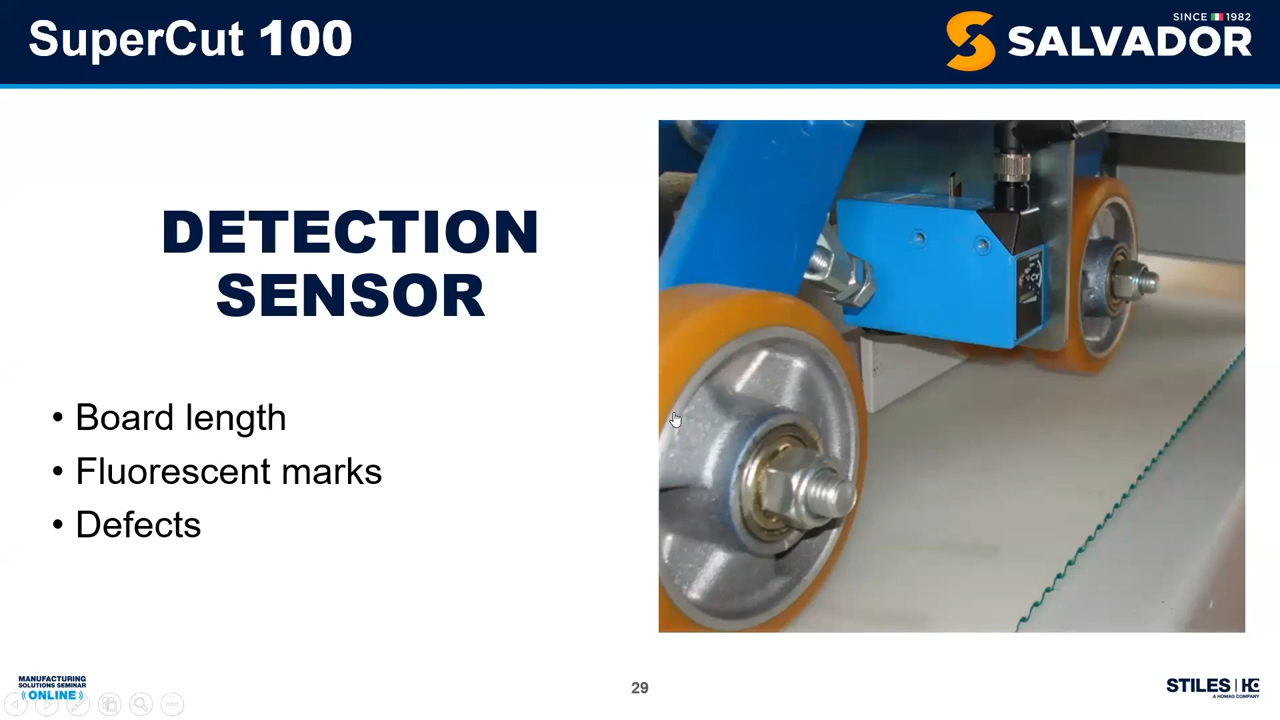 SuperCut 100
SINCE 1982
SALVADOR
DETECTION
SENSOR
• Board length
• Fluorescent marks
• Defects
MANUFACTURING
SOLUTIONS SEMINAR
ONLINE
29
STILES
A HOMAG COMPANY